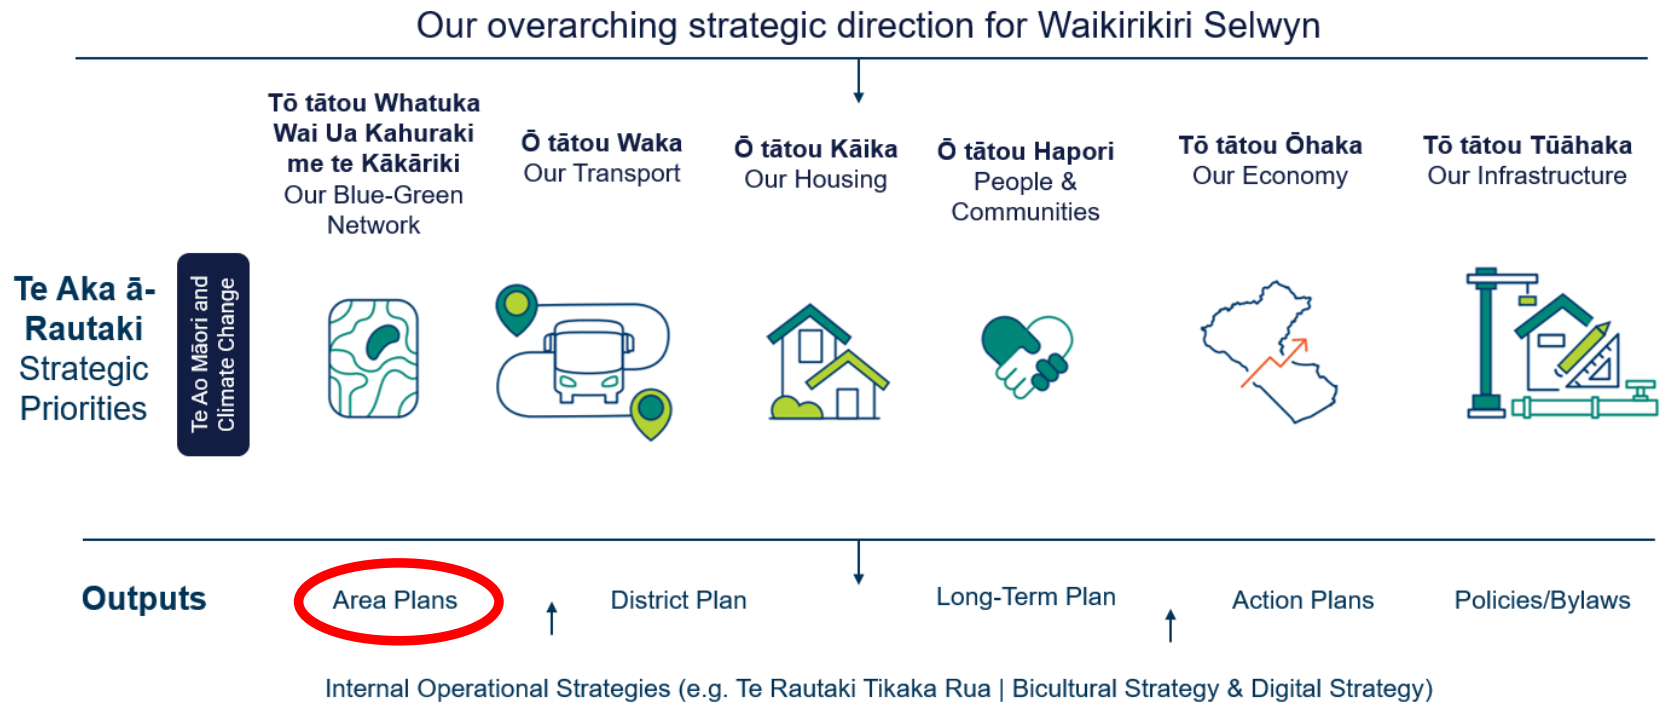 Our overarching strategic direction for Waikirikiri Selwyn
Tō tātou Whatuka
Wai Ua Kahuraki
me te Kākāriki
Our Blue-Green
Network
Ō tātou Waka
Our Transport
Ō tātou Kāika
Our Housing
Ō tātou Hapori
People &
Communities
Tō tātou Ōhaka
Our Economy
Tō tātou Tūāhaka
Our Infrastructure
Te Aka ā-
Rautaki
Strategic
Priorities
Te Ao Māori and
Climate Change
Outputs
Area Plans
District Plan
Long-Term Plan
Action Plans
Policies/Bylaws
Internal Operational Strategies (e.g. Te Rautaki Tikaka Rua | Bicultural Strategy & Digital Strategy)